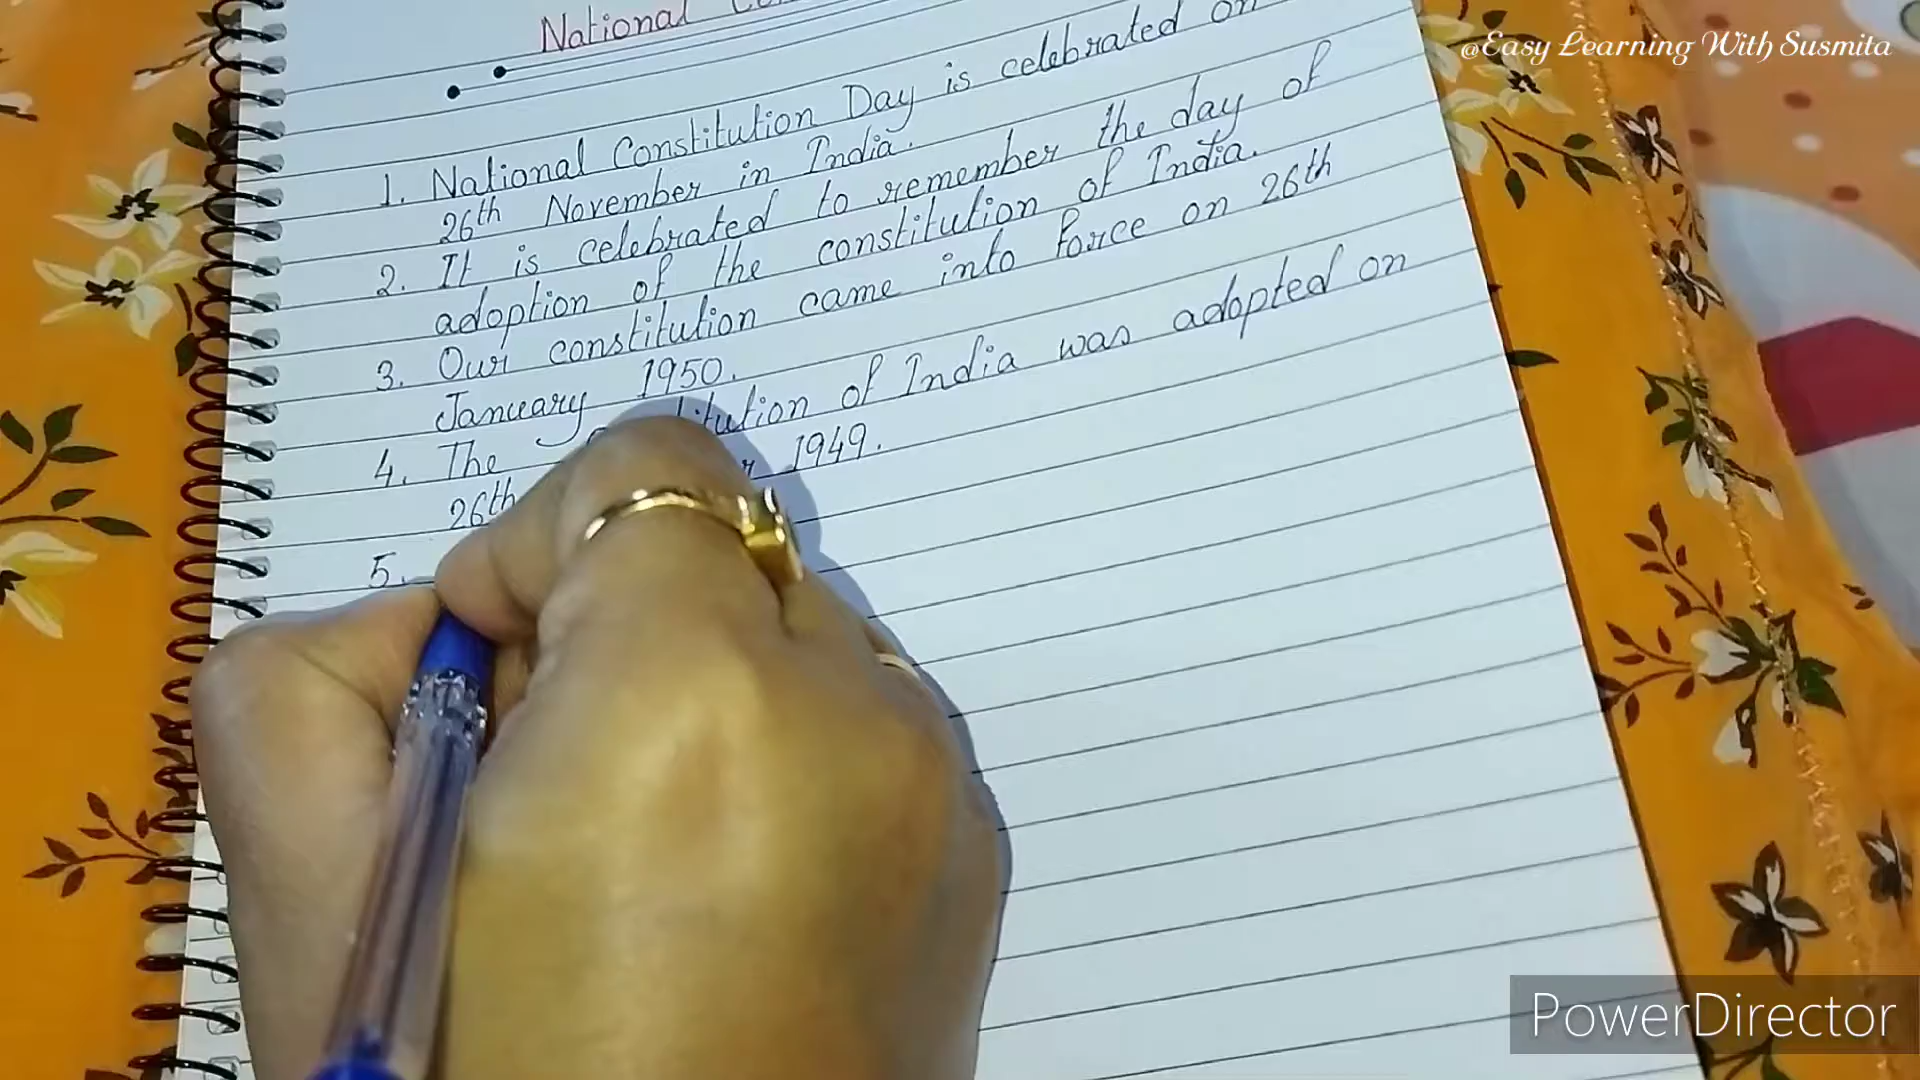 National
@Easy Learning With Susmita
1. National Constitution Day is celebrated on
26th November in India.
2. It is celebrated to remember the day of
adoption of the constitution of India.
3. Our constitution came into force on 26th
January 1950.
4. The of India was adopted on
26th 1949.
5.
PowerDirector